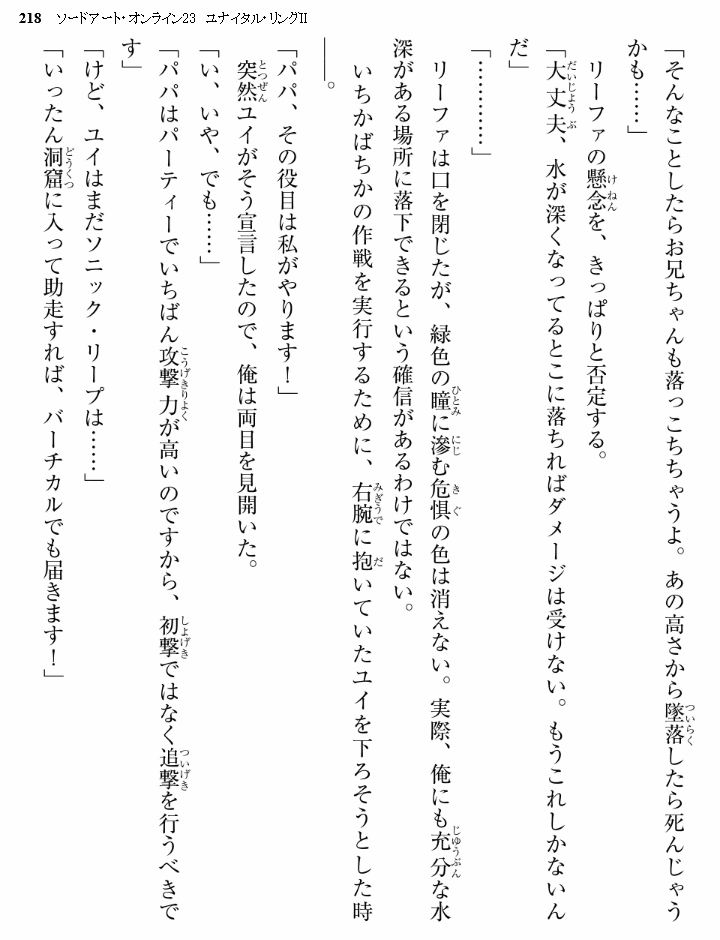 218 ソードアート・オンライン23 ユナイタル・リングⅡ
「そんなことしたらお兄ちゃんも落っこちちゃうよ。あの高さから墜落したら死んじゃう
かも……」
リーファの懸念を、きっぱりと否定する。
「大丈夫、水が深くなってるとこに落ちればダメージは受けない。もうこれしかないん
だ」
「…………」
リーファは口を閉じたが、緑色の瞳に滲む危惧の色は消えない。実際、俺にも充分な水
深がある場所に落下できるという確信があるわけではない。
いちかばちかの作戦を実行するために、右腕に抱いていたユイを下ろそうとした時
――。
「パパ、その役目は私がやります！」
突然ユイがそう宣言したので、俺は両目を見開いた。
「い、いや、でも……」
「パパはパーティーでいちばん攻撃力が高いのですから、初撃ではなく追撃を行うべきで
す」
「けど、ユイはまだソニック・リープは……」
「いったん洞窟に入って助走すれば、バーチカルでも届きます！」